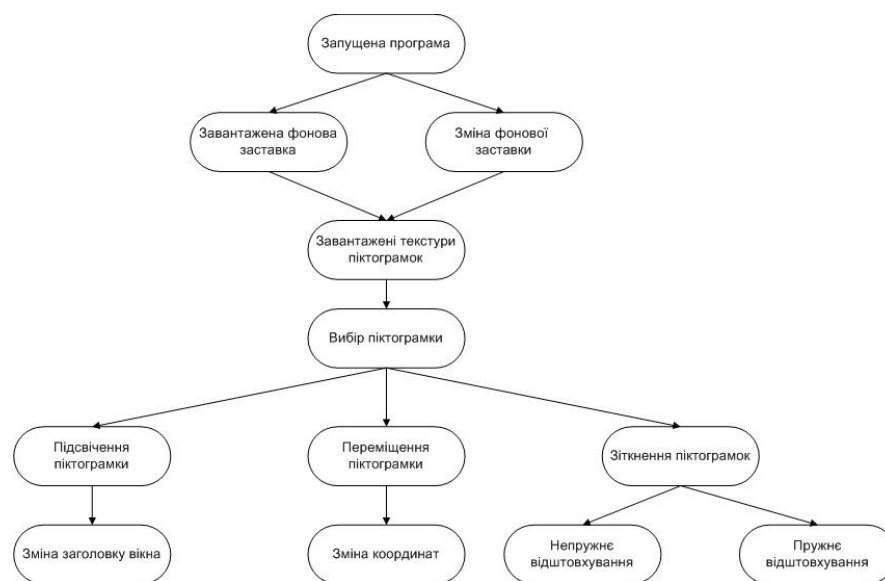 Запущена програма
Завантажена фонова
заставка
Зміна фонової
заставки
Завантажені текстури
піктограмок
Вибір піктограмки
Підсвічення
піктограмки
Переміщення
піктограмки
Зіткнення піктограмок
Зміна заголовку вікна
Зміна координат
Непружнє
відштовхування
Пружнє
відштовхування